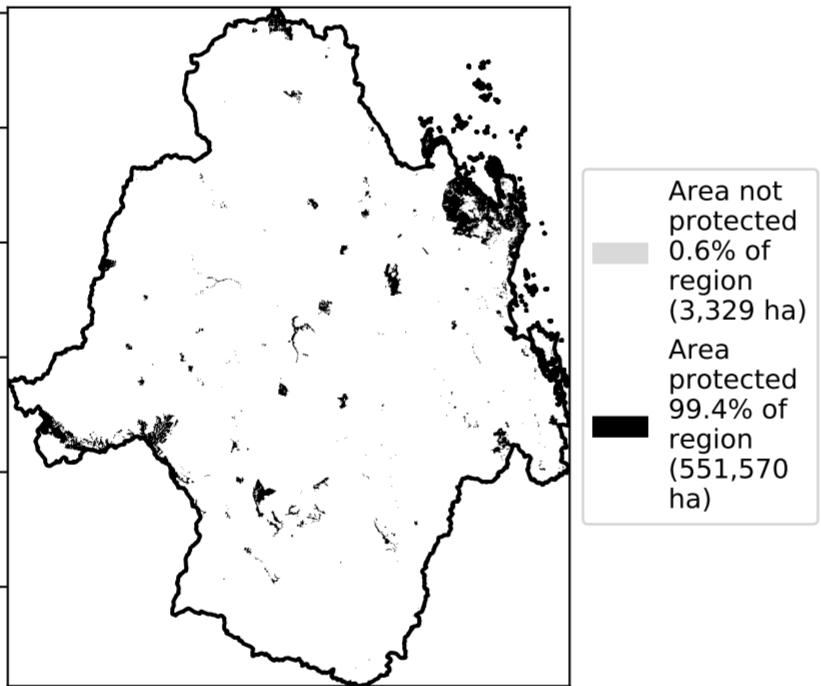 Area not
protected
0.6% of
region
(3,329 ha)
Area
protected
99.4% of
region
(551,570
ha)